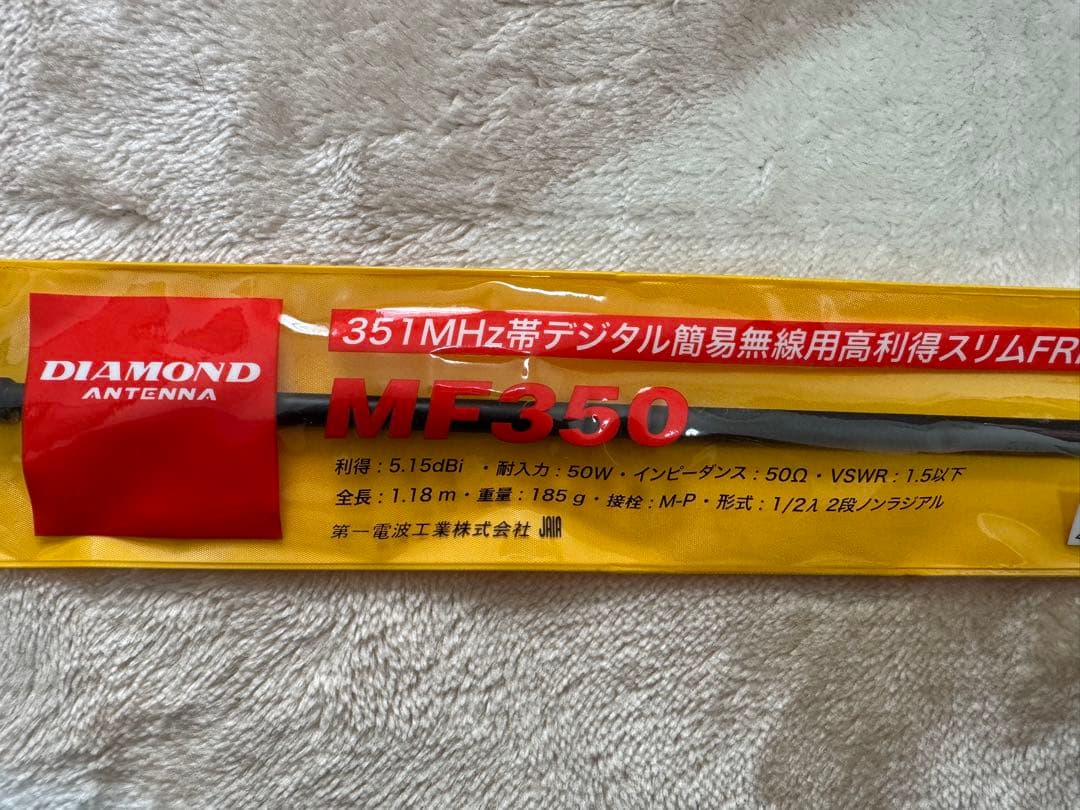 DIAMOND
ANTENNA
351MHz帯デジタル簡易無線用高利得スリムFR
MF350
利得:5.15dBi ・耐入力:50W・インピーダンス:50Ω・VSWR:1.5以下
全長:1.18m・重量:185g・接栓:M-P・形式:1/2λ 2段ノンラジアル
第一電波工業株式会社 JAIA